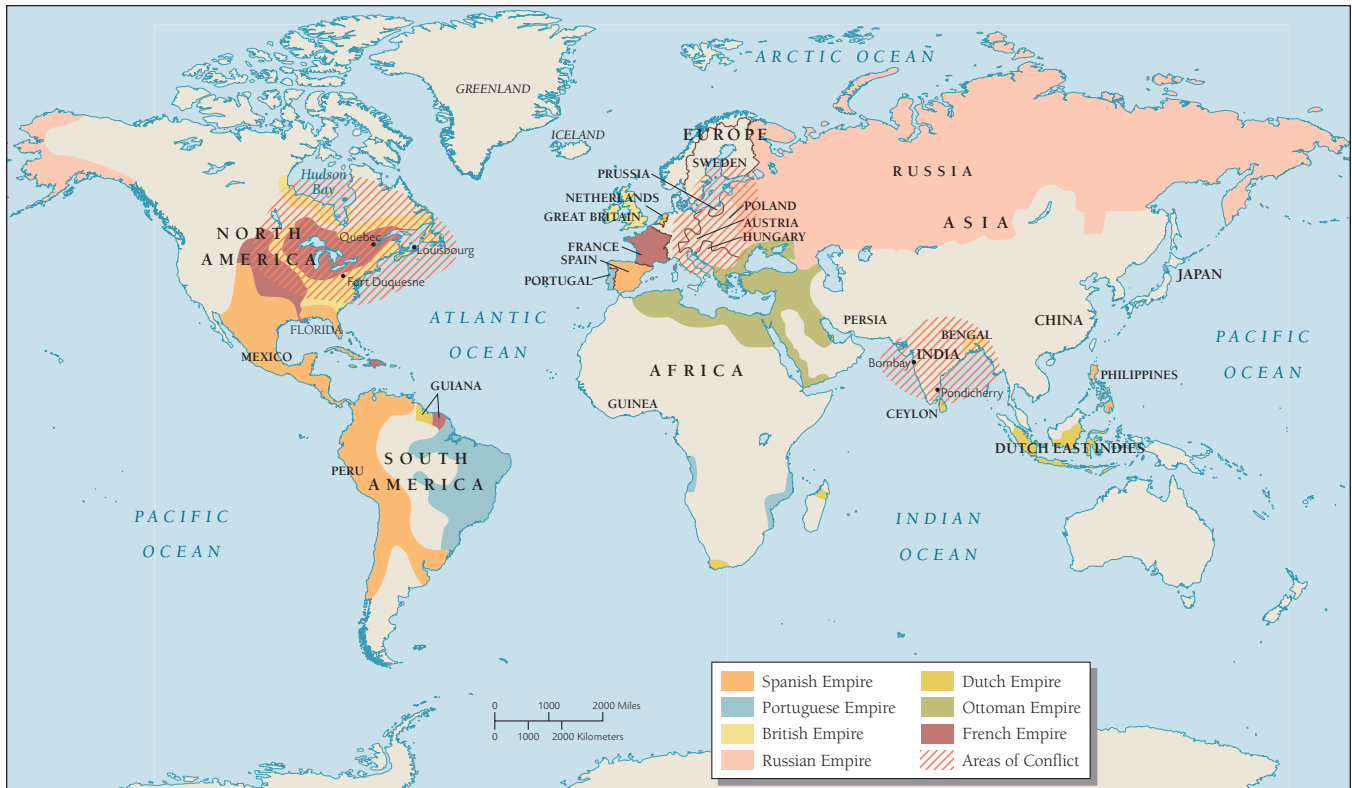 ARCTIC OCEAN
GREENLAND
ICELAND
EUROPE
SWEDEN
PRUSSIA
RUSSIA
Hudson
Bay
NETHERLANDS
POLAND
GREAT BRITAIN
AUSTRIA
ASIA
NORTH
AMERICA
Quebec
Louisbourg
HUNGARY
FRANCE
SPAIN
PORTUGAL
Fort Duquesne
JAPAN
ATLANTIC
OCEAN
FLORIDA
PERSIA
CHINA
BENGAL
PACIFIC
OCEAN
MEXICO
INDIA
Bombay
AFRICA
PHILIPPINES
GUIANA
GUINEA
Pondicherry
CEYLON
DUTCH EAST INDIES
SOUTH
AMERICA
PERU
PACIFIC
OCEAN
INDIAN
OCEAN
0 1000 2000 Miles
0 1000 2000 Kilometers
Spanish Empire
Portuguese Empire
British Empire
Russian Empire
Dutch Empire
Ottoman Empire
French Empire
Areas of Conflict